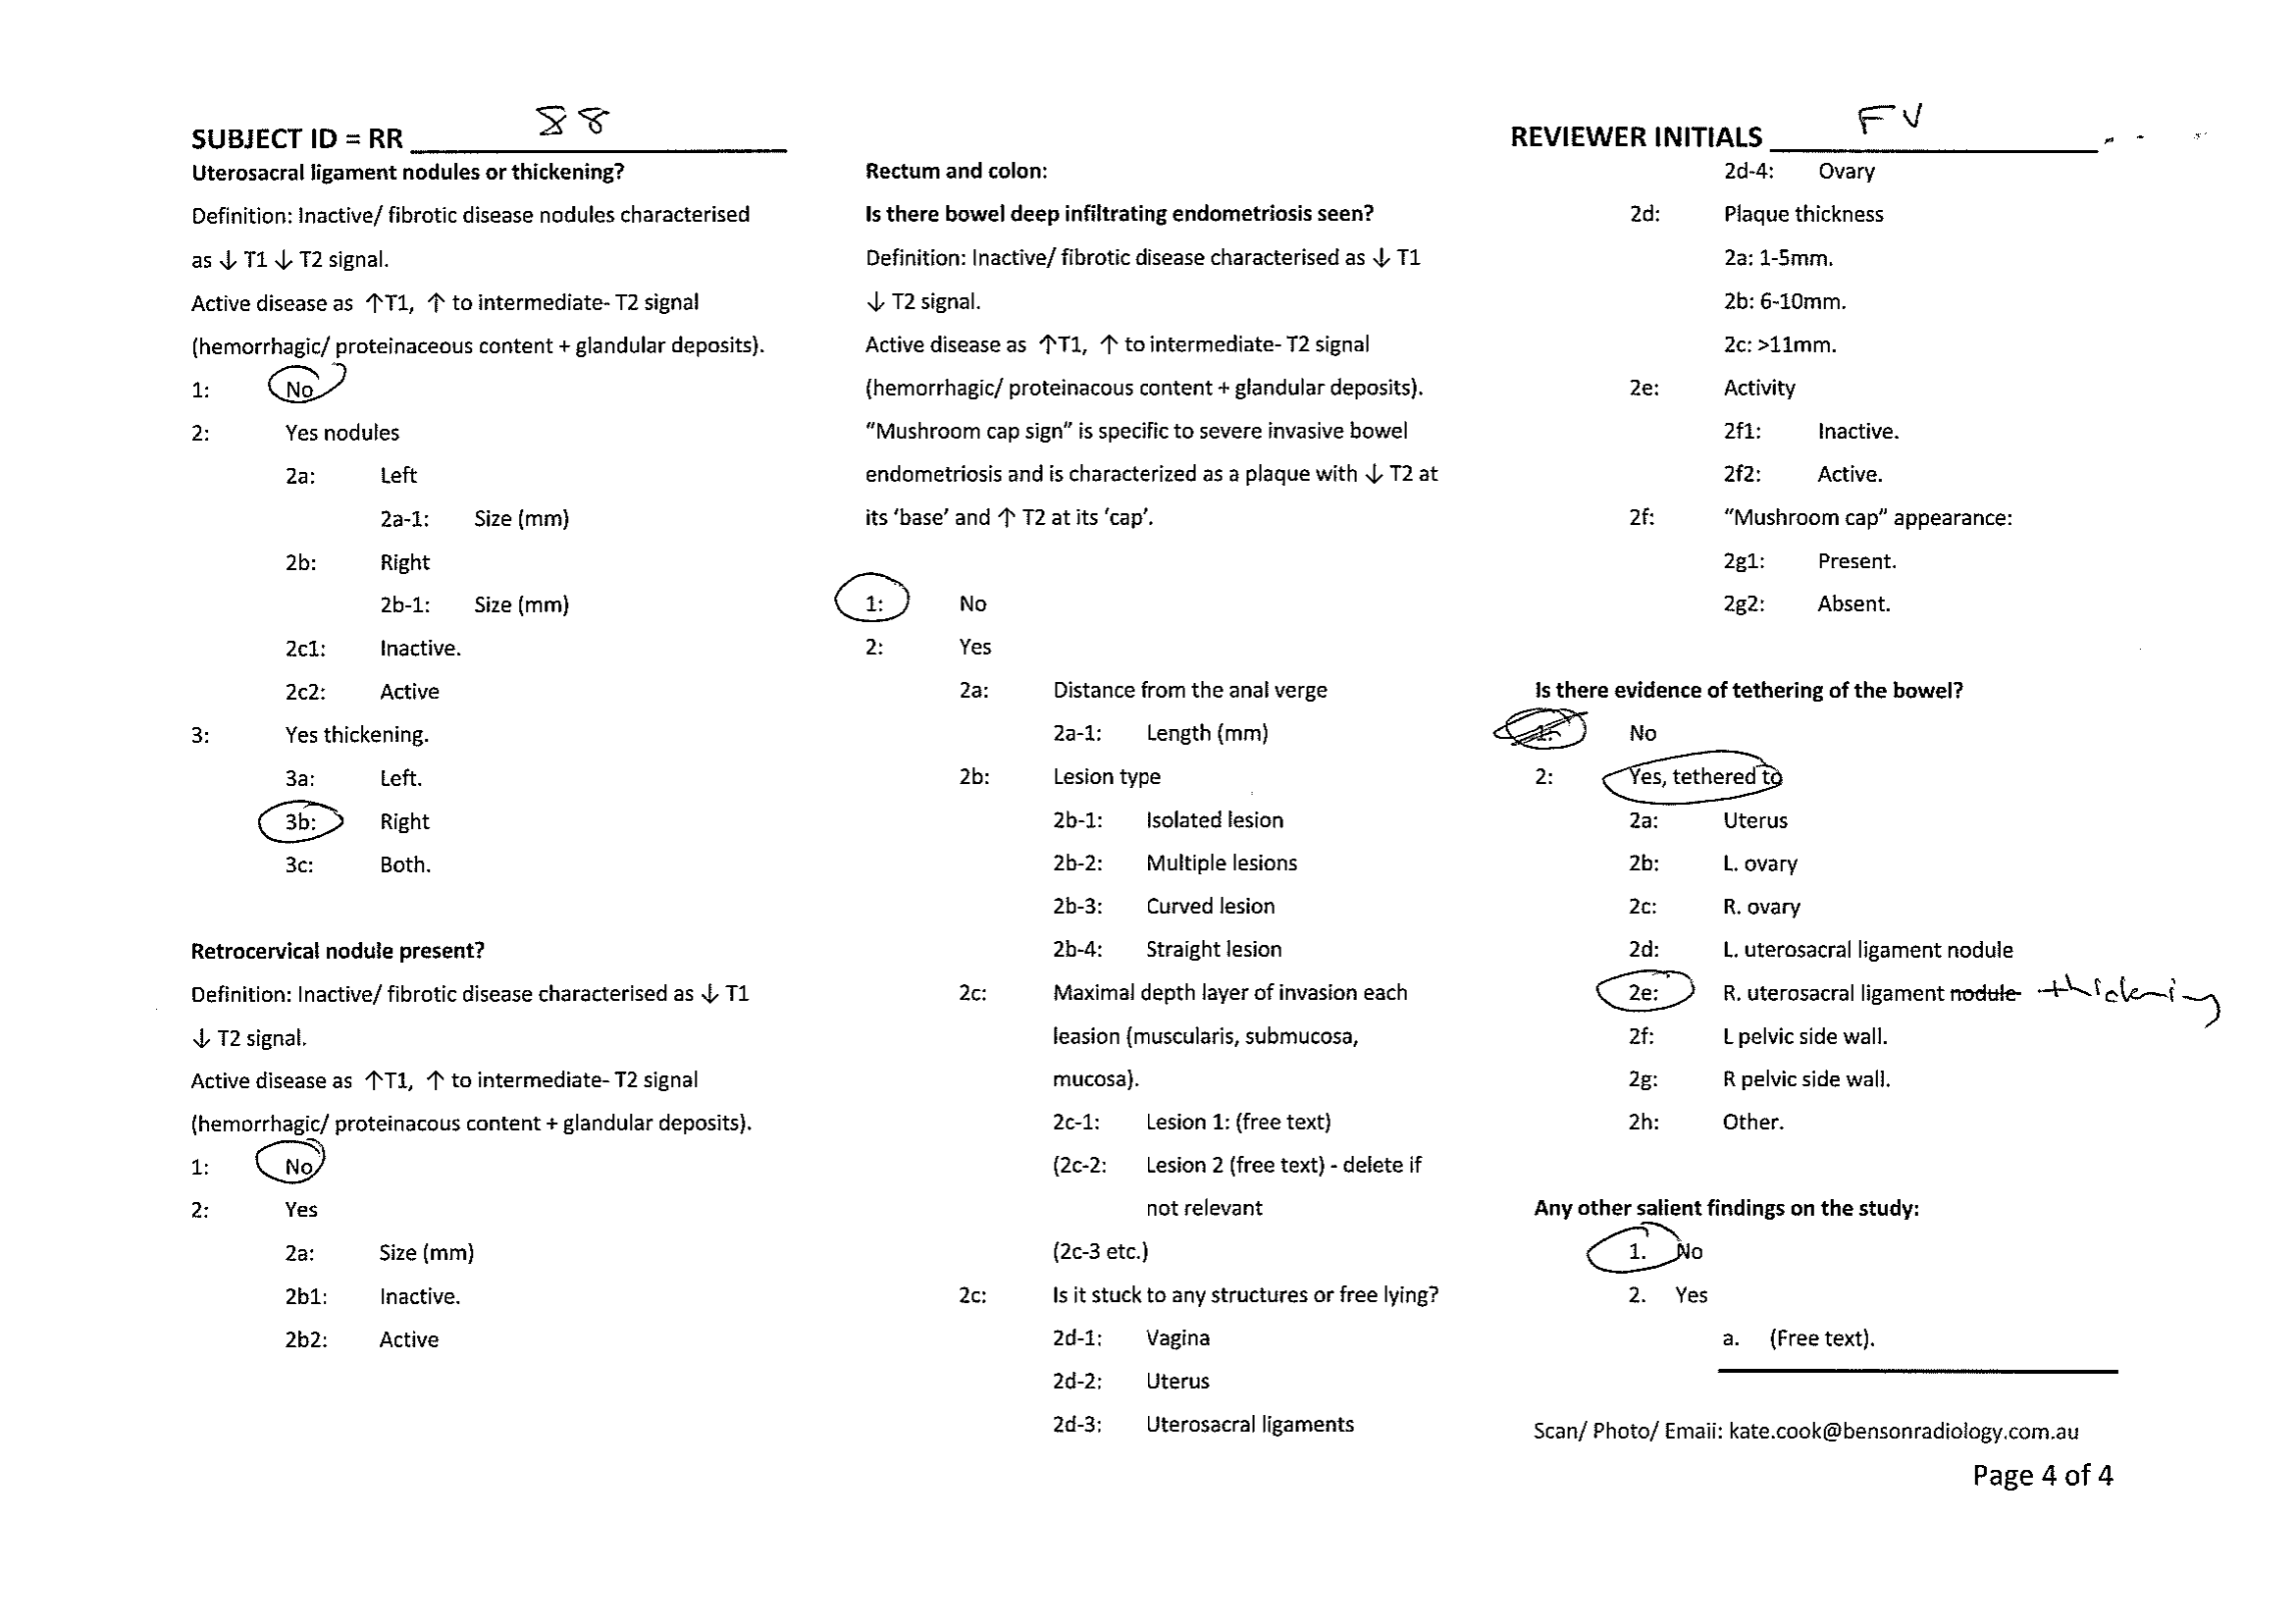 SUBJECT ID = RR 88
Uterosacral ligament nodules or thickening?
Definition: Inactive/ fibrotic disease nodules characterised
as ↓ T1 ↓ T2 signal.
Active disease as ↑T1, ↑ to intermediate- T2 signal
(hemorrhagic/ proteinaceous content + glandular deposits).
1: No
2: Yes nodules
2a: Left
2a-1: Size (mm)
2b: Right
2b-1: Size (mm)
2c1: Inactive.
2c2: Active
3: Yes thickening.
3a: Left.
3b: Right
3c: Both.
Retrocervical nodule present?
Definition: Inactive/ fibrotic disease characterised as ↓ T1
↓ T2 signal.
Active disease as ↑T1, ↑ to intermediate- T2 signal
(hemorrhagic/ proteinacous content + glandular deposits).
1: No
2: Yes
2a: Size (mm)
2b1: Inactive.
2b2: Active
Rectum and colon:
Is there bowel deep infiltrating endometriosis seen?
Definition: Inactive/ fibrotic disease characterised as ↓ T1
↓ T2 signal.
Active disease as ↑T1, ↑ to intermediate- T2 signal
(hemorrhagic/ proteinacous content + glandular deposits).
“Mushroom cap sign” is specific to severe invasive bowel
endometriosis and is characterized as a plaque with ↓ T2 at
its ‘base’ and ↑ T2 at its ‘cap’.
1: No
2: Yes
2a: Distance from the anal verge
2a-1: Length (mm)
2b: Lesion type
2b-1: Isolated lesion
2b-2: Multiple lesions
2b-3: Curved lesion
2b-4: Straight lesion
2c: Maximal depth layer of invasion each
leasion (muscularis, submucosa,
mucosa).
2c-1: Lesion 1: (free text)
(2c-2: Lesion 2 (free text) - delete if
not relevant
(2c-3 etc.)
2c: Is it stuck to any structures or free lying?
2d-1: Vagina
2d-2: Uterus
2d-3: Uterosacral ligaments
REVIEWER INITIALS FV
2d-4: Ovary
2d: Plaque thickness
2a: 1-5mm.
2b: 6-10mm.
2c: >11mm.
2e: Activity
2f1: Inactive.
2f2: Active.
2f: “Mushroom cap” appearance:
2g1: Present.
2g2: Absent.
Is there evidence of tethering of the bowel?
1: No
2: Yes, tethered to
2a: Uterus
2b: L. ovary
2c: R. ovary
2d: L. uterosacral ligament nodule
2e: R. uterosacral ligament nodule thickening
2f: L pelvic side wall.
2g: R pelvic side wall.
2h: Other.
Any other salient findings on the study:
1. No
2. Yes
a. (Free text).
Scan/ Photo/ Email: kate.cook@bensonradiology.com.au
Page 4 of 4